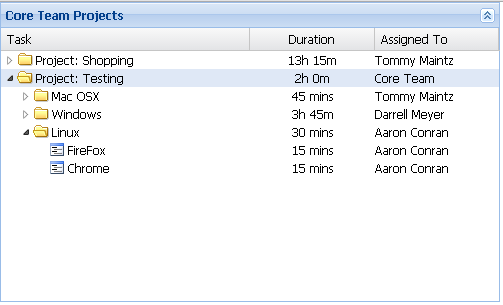 Core Team Projects
Task Duration Assigned To
Project: Shopping 13h 15m Tommy Maintz
Project: Testing 2h 0m Core Team
Mac OSX 45 mins Tommy Maintz
Windows 3h 45m Darrell Meyer
Linux 30 mins Aaron Conran
FireFox 15 mins Aaron Conran
Chrome 15 mins Aaron Conran